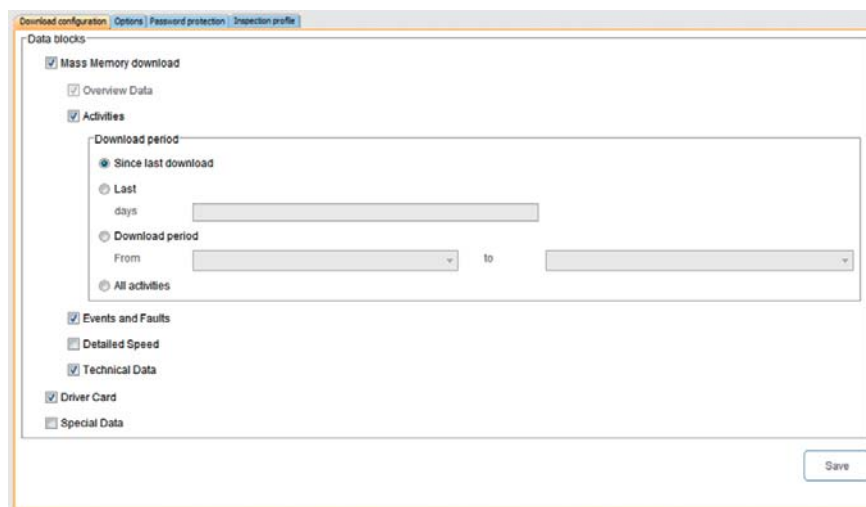 Download configuration Options Password protection Inspection profile
Data blocks
Mass Memory download
Overview Data
Activities
Download period
Since last download
Last
days
Download period
From to
All activities
Events and Faults
Detailed Speed
Technical Data
Driver Card
Special Data
Save